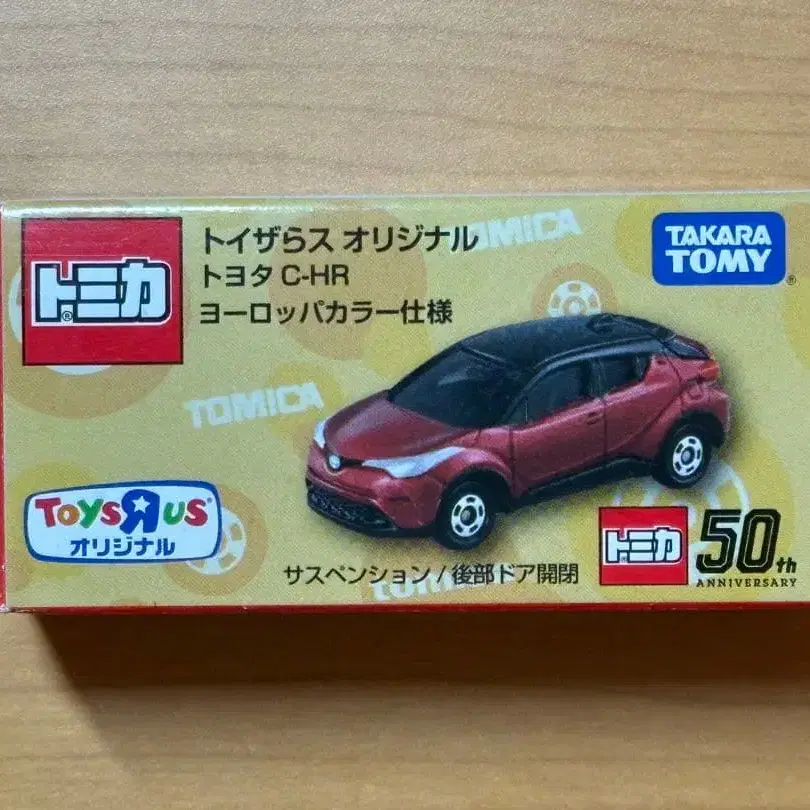 トミカ
トイザらス オリジナル
トヨタ C-HR
ヨーロッパカラー仕様
TOMICA
TAKARA
TOMY
TOMICA
TOYS R US
オリジナル
サスペンション / 後部ドア開閉
トミカ
50th
ANNIVERSARY
TOMICA